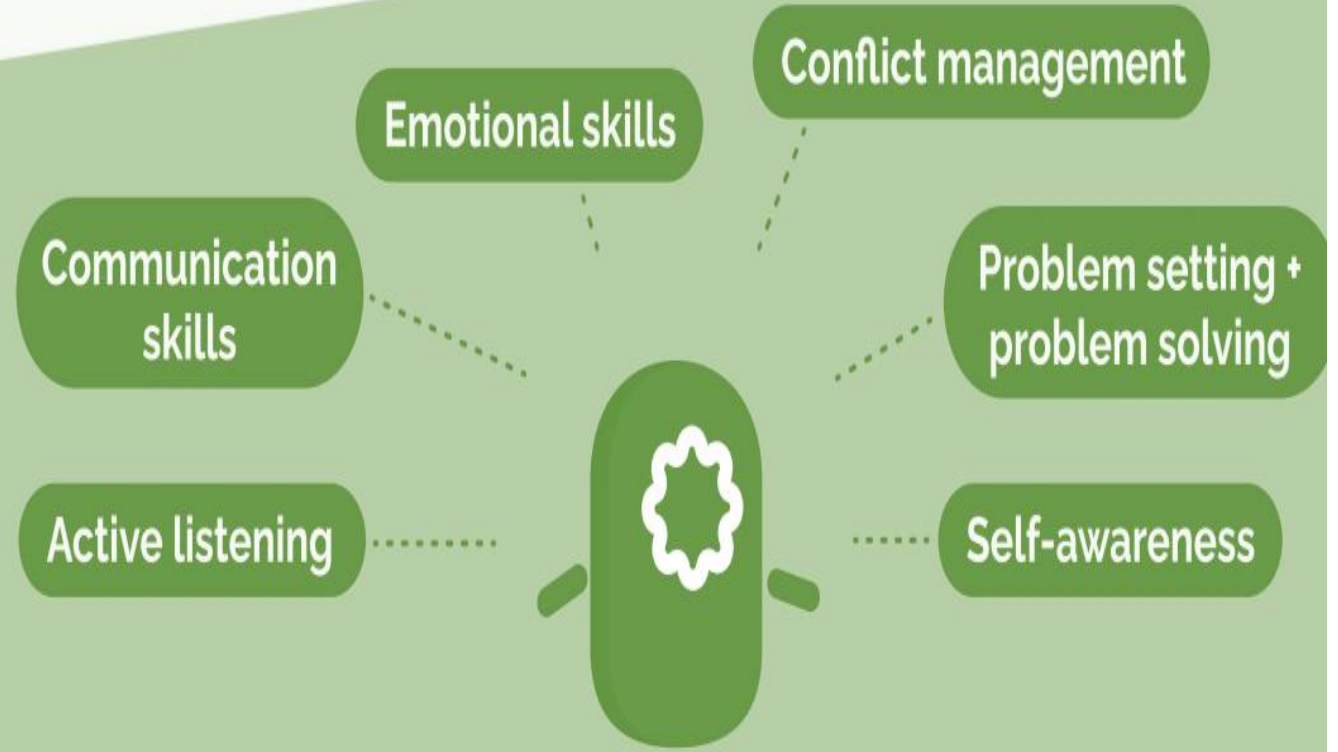 Conflict management
Emotional skills
Communication
skills
Problem setting +
problem solving
Active listening
Self-awareness